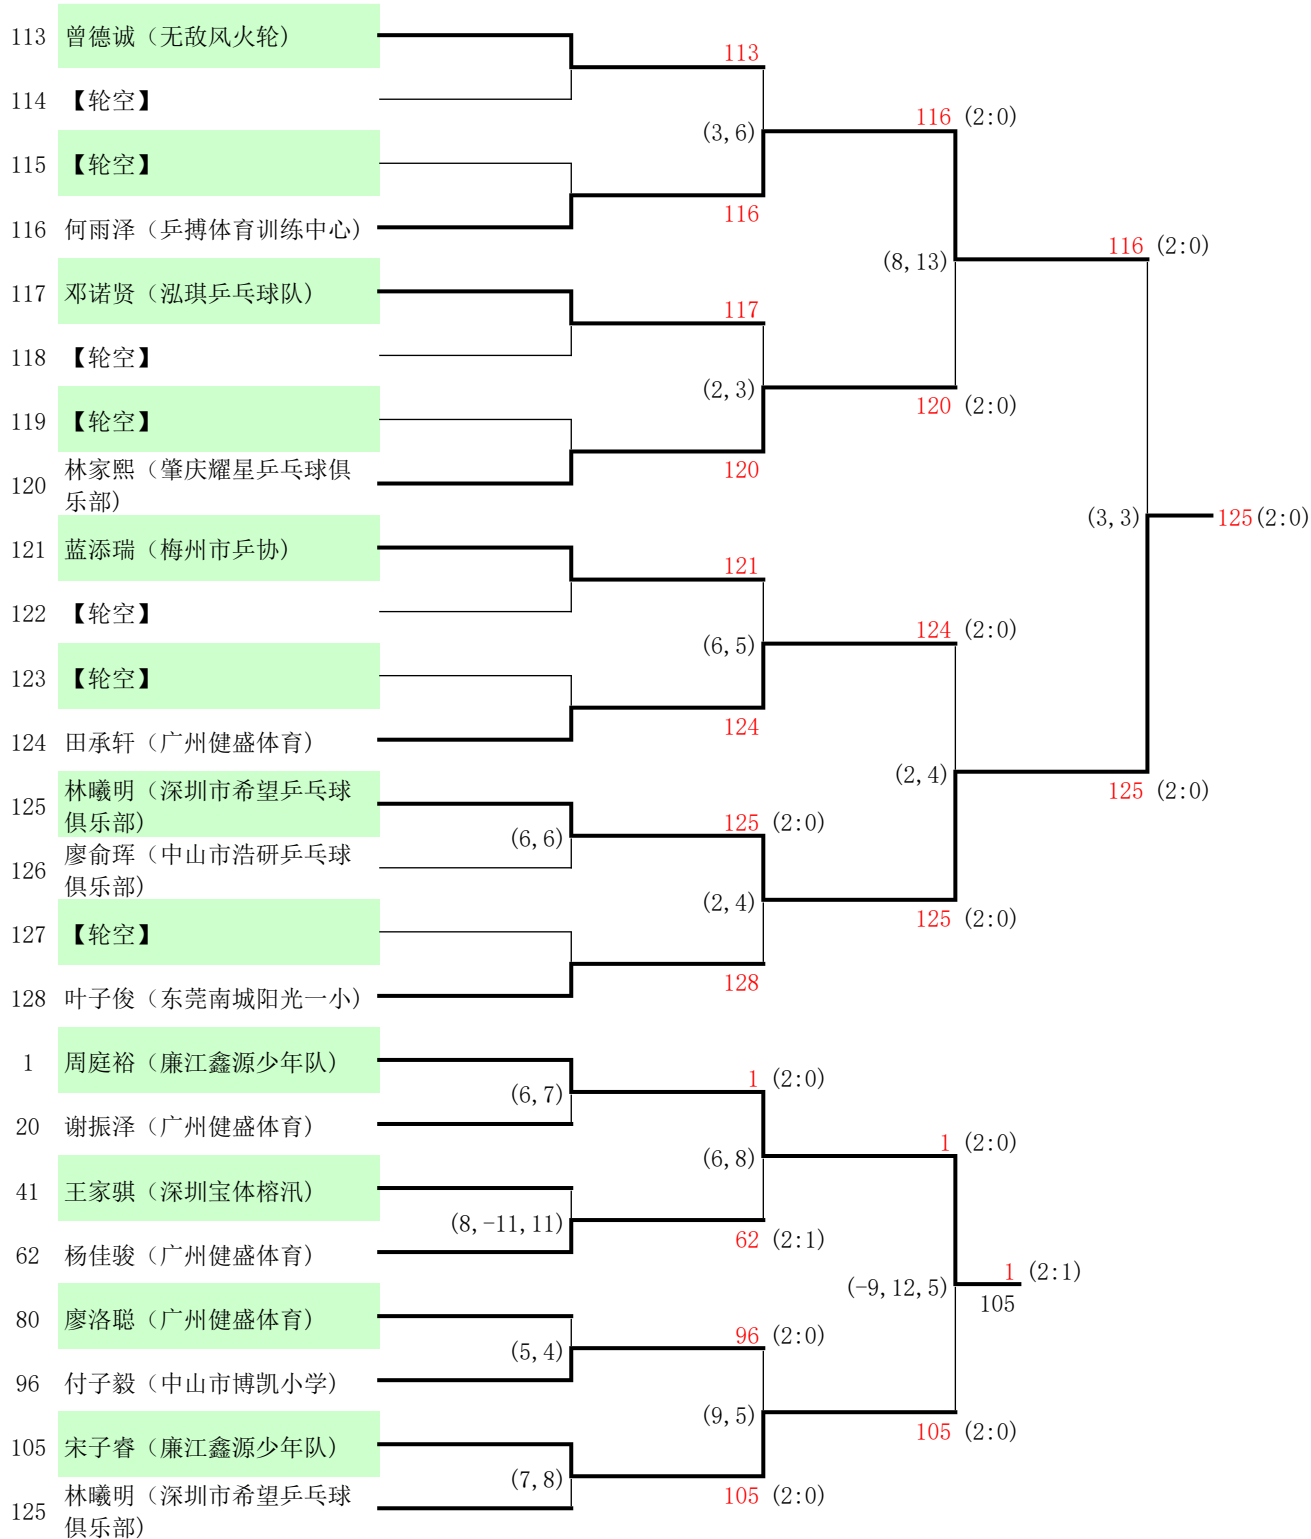 113 曾德诚（无敌风火轮）
113
114 【轮空】
116 (2:0)
(3,6)
115 【轮空】
116
116 何雨泽（乒搏体育训练中心）
116 (2:0)
(8,13)
117 邓诺贤（泓琪乒乓球队）
117
118 【轮空】
(2,3)
120 (2:0)
119 【轮空】
120
120 林家熙（肇庆耀星乒乓球俱
乐部）
(3,3)
125(2:0)
121 蓝添瑞（梅州市乒协）
121
122 【轮空】
124 (2:0)
(6,5)
123 【轮空】
124
124 田承轩（广州健盛体育）
(2,4)
125 (2:0)
125 林曦明（深圳市希望乒乓球
俱乐部）
125 (2:0)
(6,6)
126 廖俞珲（中山市浩研乒乓球
俱乐部）
(2,4)
125 (2:0)
127 【轮空】
128
128 叶子俊（东莞南城阳光一小）
1 周庭裕（廉江鑫源少年队）
1 (2:0)
(6,7)
20 谢振泽（广州健盛体育）
1 (2:0)
(6,8)
41 王家骐（深圳宝体榕汛）
(8,-11,11)
62 (2:1)
62 杨佳骏（广州健盛体育）
1 (2:1)
(-9,12,5)
105
80 廖洛聪（广州健盛体育）
96 (2:0)
(5,4)
96 付子毅（中山市博凯小学）
(9,5)
105 (2:0)
105 宋子睿（廉江鑫源少年队）
(7,8)
105 (2:0)
125 林曦明（深圳市希望乒乓球
俱乐部）